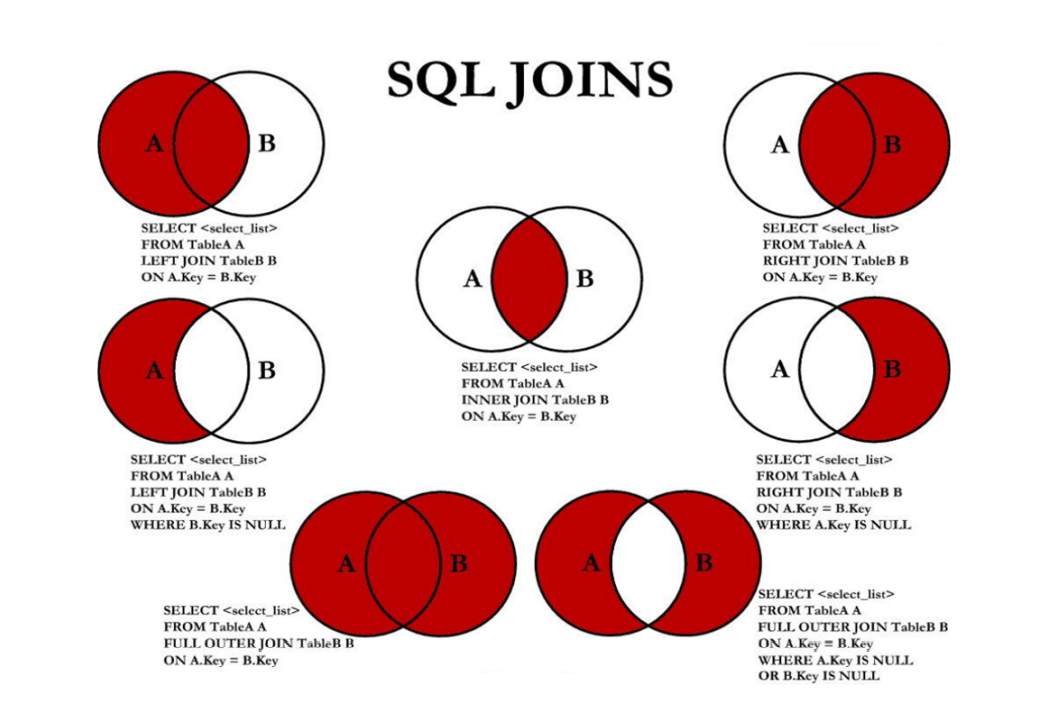 SQL JOINS
A B
SELECT <select_list>
FROM TableA A
LEFT JOIN TableB B
ON A.Key = B.Key
A B
SELECT <select_list>
FROM TableA A
RIGHT JOIN TableB B
ON A.Key = B.Key
A B
SELECT <select_list>
FROM TableA A
INNER JOIN TableB B
ON A.Key = B.Key
A B
SELECT <select_list>
FROM TableA A
LEFT JOIN TableB B
ON A.Key = B.Key
WHERE B.Key IS NULL
A B
SELECT <select_list>
FROM TableA A
RIGHT JOIN TableB B
ON A.Key = B.Key
WHERE A.Key IS NULL
A B
SELECT <select_list>
FROM TableA A
FULL OUTER JOIN TableB B
ON A.Key = B.Key
A B
SELECT <select_list>
FROM TableA A
FULL OUTER JOIN TableB B
ON A.Key = B.Key
WHERE A.Key IS NULL
OR B.Key IS NULL